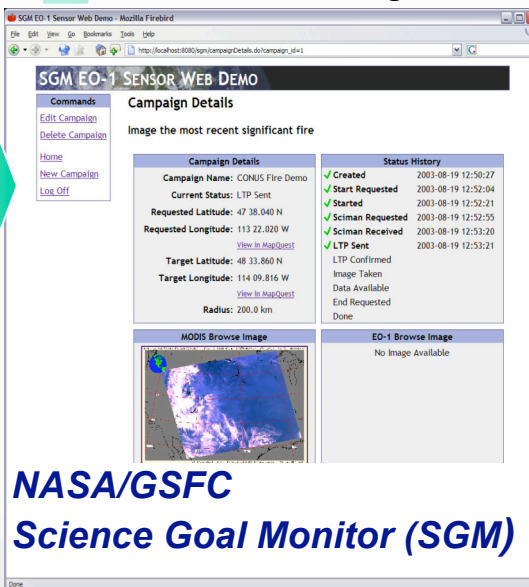 SGM EO-1 Sensor Web Demo - Mozilla Firebird
File Edit View Go Bookmarks Tools Help
http://localhost:8080/sgm/campaignDetails.do?campaign_id=1
SGM EO-1 SENSOR WEB DEMO
Commands
Edit Campaign
Delete Campaign
Home
New Campaign
Log Off
Campaign Details
Image the most recent significant fire
Campaign Details
Campaign Name: CONUS Fire Demo
Current Status: LTP Sent
Requested Latitude: 47 38.040 N
Requested Longitude: 113 22.020 W
View in MapQuest
Target Latitude: 48 33.860 N
Target Longitude: 114 09.816 W
View in MapQuest
Radius: 200.0 km
Status History
Created 2003-08-19 12:50:27
Start Requested 2003-08-19 12:52:04
Started 2003-08-19 12:52:21
Sciman Requested 2003-08-19 12:52:55
Sciman Received 2003-08-19 12:53:20
LTP Sent 2003-08-19 12:53:21
LTP Confirmed
Image Taken
Data Available
End Requested
Done
MODIS Browse Image
EO-1 Browse Image
No Image Available
NASA/GSFC
Science Goal Monitor (SGM)
Done